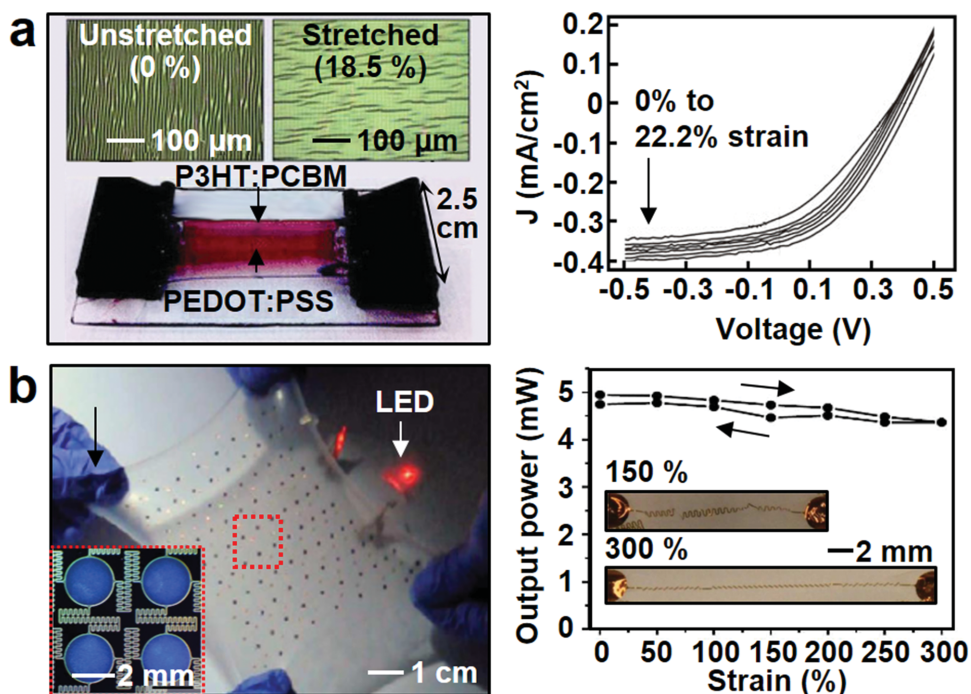 a
Unstretched
(0 %)
100 µm
Stretched
(18.5 %)
100 µm
P3HT:PCBM
2.5
cm
PEDOT:PSS
J (mA/cm2)
0.2
0.1
0
-0.1
-0.2
-0.3
-0.4
0% to
22.2% strain
-0.5 -0.3 -0.1 0.1 0.3 0.5
Voltage (V)
b
LED
2 mm
1 cm
Output power (mW)
5
4
3
2
1
0
150 %
300 %
2 mm
0 50 100 150 200 250 300
Strain (%)